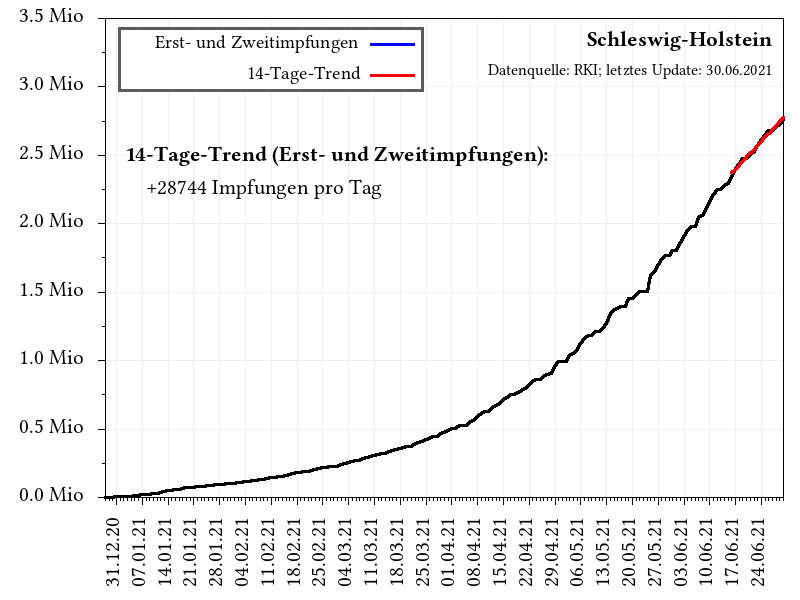 3.5 Mio
3.0 Mio
2.5 Mio
2.0 Mio
1.5 Mio
1.0 Mio
0.5 Mio
0.0 Mio
Erst- und Zweitimpfungen
14-Tage-Trend
Schleswig-Holstein
Datenquelle: RKI; letztes Update: 30.06.2021
14-Tage-Trend (Erst- und Zweitimpfungen):
+28744 Impfungen pro Tag
31.12.20
07.01.21
14.01.21
21.01.21
28.01.21
04.02.21
11.02.21
18.02.21
25.02.21
04.03.21
11.03.21
18.03.21
25.03.21
01.04.21
08.04.21
15.04.21
22.04.21
29.04.21
06.05.21
13.05.21
20.05.21
27.05.21
03.06.21
10.06.21
17.06.21
24.06.21